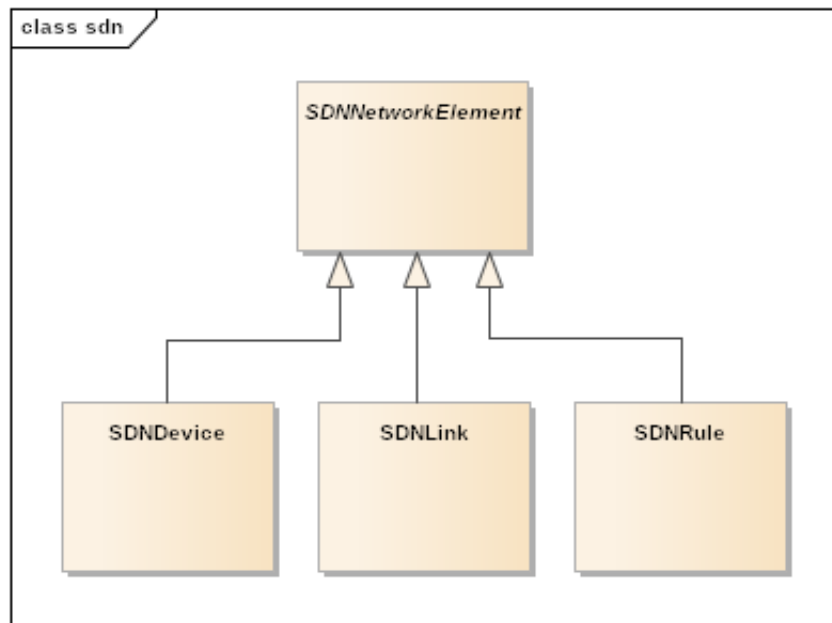 class sdn
SDNNetworkElement
SDNDevice
SDNLink
SDNRule